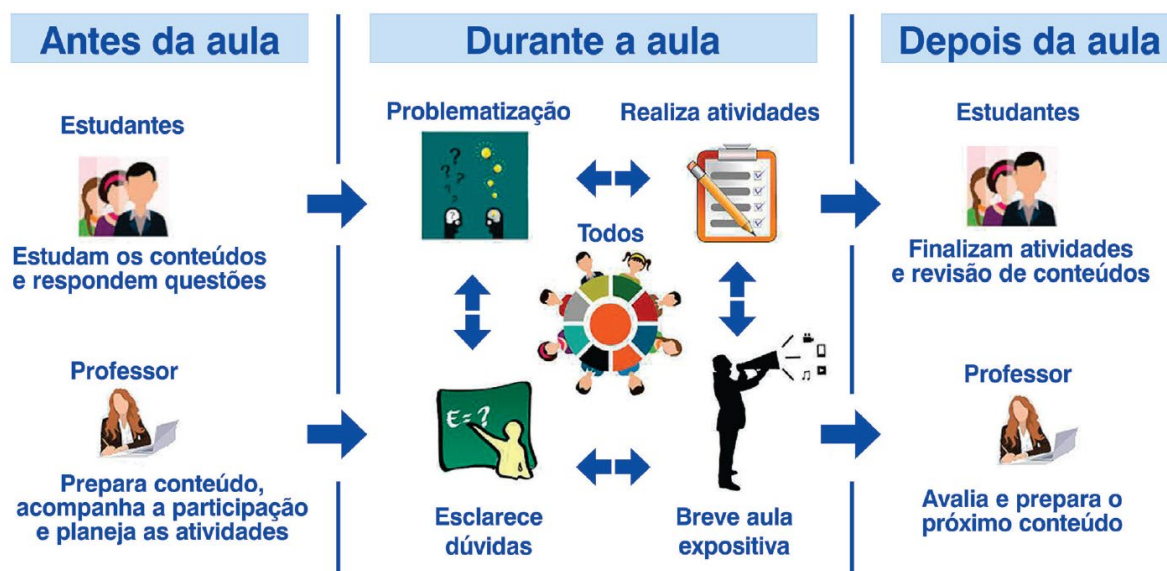 Antes da aula
Estudantes
Estudam os conteúdos
e respondem questões
Professor
Prepara conteúdo,
acompanha a participação
e planeja as atividades
Durante a aula
Problematização
Realiza atividades
Todos
E=?
Esclarece
dúvidas
Breve aula
expositiva
Depois da aula
Estudantes
Finalizam atividades
e revisão de conteúdos
Professor
Avalia e prepara o
próximo conteúdo